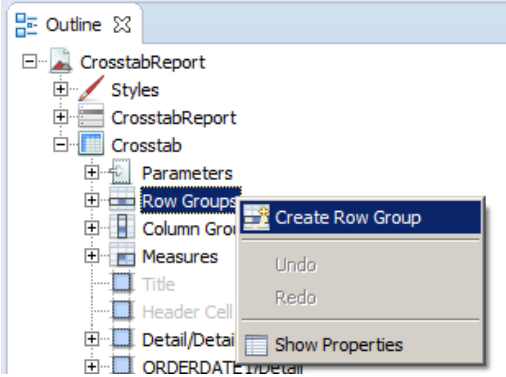 Outline
CrosstabReport
Styles
CrosstabReport
Crosstab
Parameters
Row Groups
Create Row Group
Column Grou
Measures
Undo
Title
Redo
Header Cell
Detail/Detai
Show Properties
ORDERDATE1/Detail